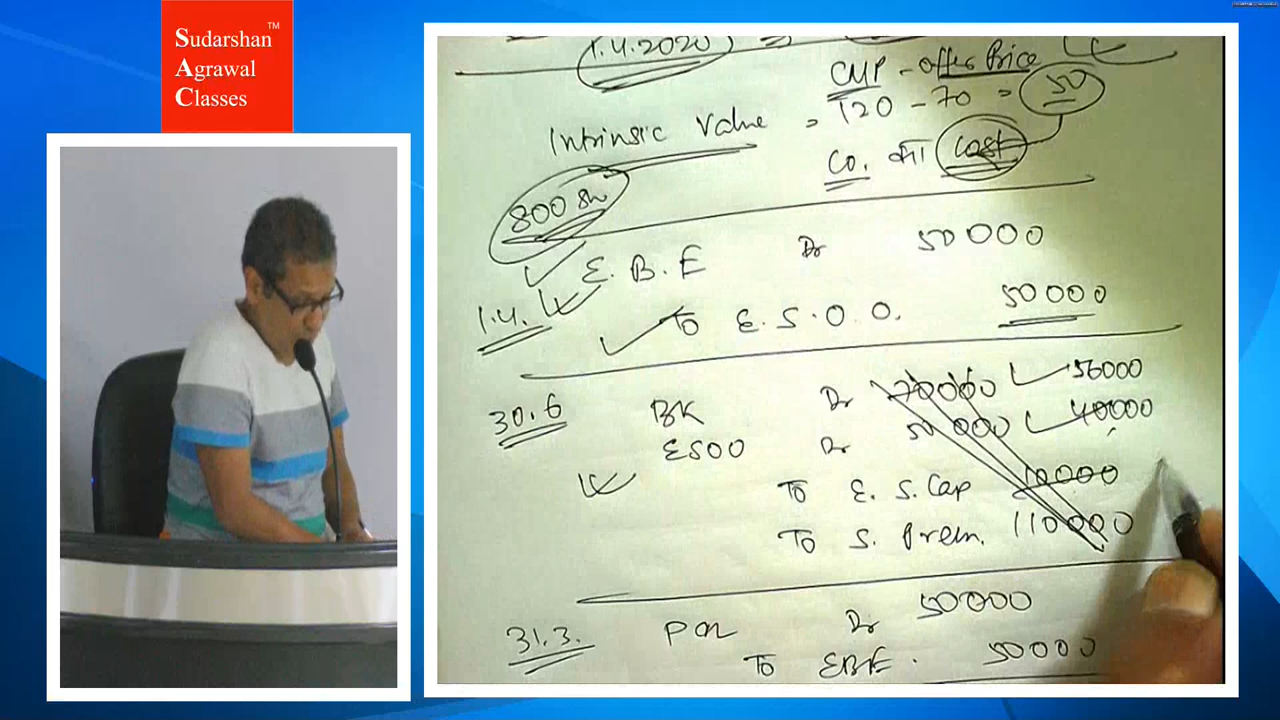 Sudarshan™
Agrawal
Classes
1.4.2020) =
CMP - Offer Price
Intrinsic Value = 120 - 70 = 50
Co. का Cost
800 sh
E. B. E Dr 50000
1.4. To E. S. O. O. 50000
30.6 BK Dr 70000 56000
ESOO Dr 50000 40000
To E. S. Cap 10000
To S. Prem. 110000
31.3. Dr 50000
To EBE. 50000